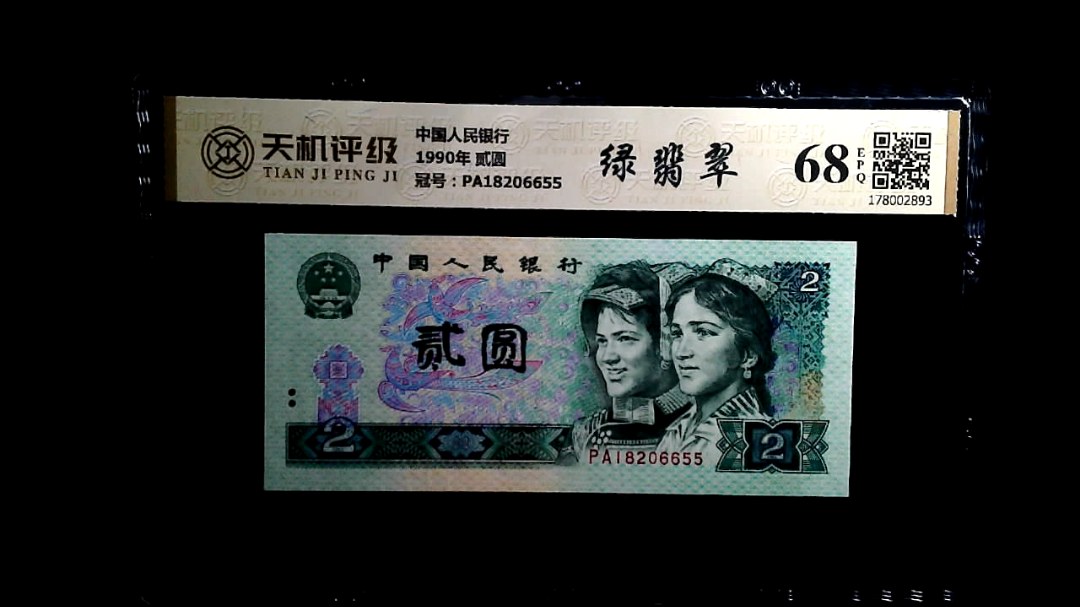 天机评级
TIAN JI PING JI
中国人民银行
1990年 贰圆
冠号：PA18206655
绿翡翠
68
EPQ
178002893
中国人民银行
2
贰圆
2
PA18206655
2